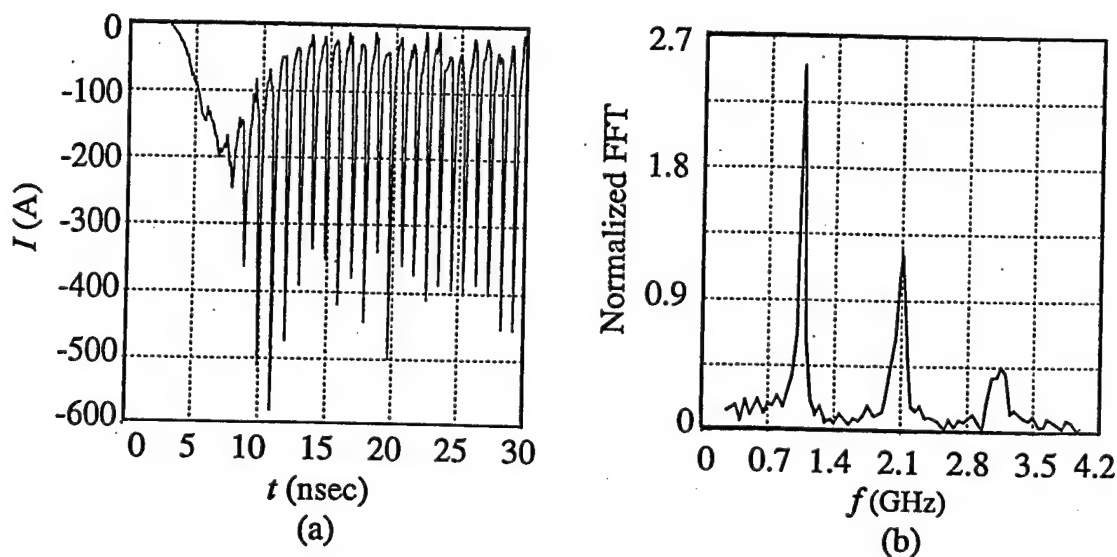 0
-100
-200
-300
-400
-500
-600
I (A)
0 5 10 15 20 25 30
t (nsec)
(a)
2.7
1.8
0.9
0
Normalized FFT
0 0.7 1.4 2.1 2.8 3.5 4.2
f (GHz)
(b)